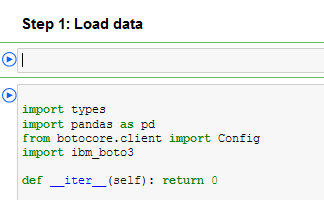 Step 1: Load data
import types
import pandas as pd
from botocore.client import Config
import ibm_boto3
def __iter__(self): return 0